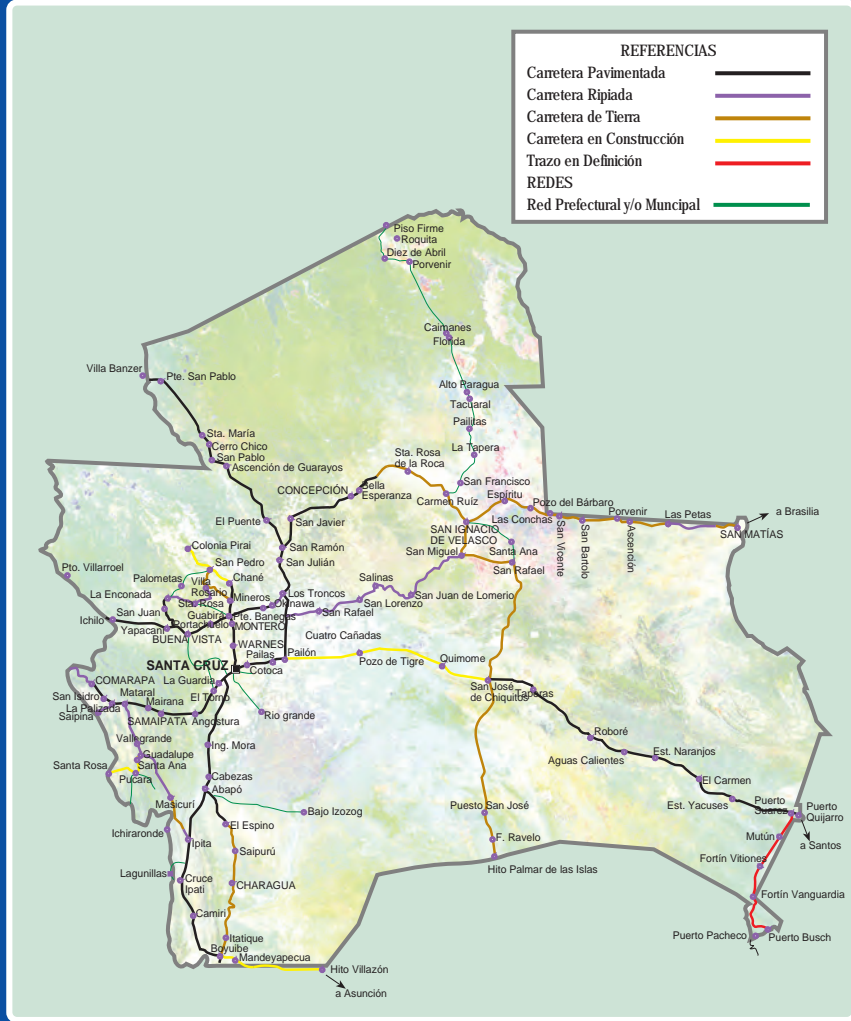 REFERENCIAS
Carretera Pavimentada
Carretera Ripiada
Carretera de Tierra
Carretera en Construcción
Trazo en Definición
REDES
Red Prefectural y/o Muncipal
Piso Firme
Roquita
Diez de Abril
Porvenir
Caimanes
Florida
Villa Banzer
Pte. San Pablo
Alto Paragua
Tacuaral
Pailitas
Sta. María
Cerro Chico
San Pablo
Ascención de Guarayos
La Tapera
Sta. Rosa
de la Roca
San Francisco
CONCEPCIÓN
Bella
Esperanza
Carmen Ruíz
Espíritu
Pozo del Bárbaro
Porvenir
Las Petas
a Brasilia
SAN MATÍAS
El Puente
San Javier
SAN IGNACIO
DE VELASCO
Las Conchas
San Vicente
San Bartolo
Ascención
Colonia Piraí
San Ramón
San Miguel
Santa Ana
San Pedro
San Julián
San Rafael
Pto. Villarroel
Palometas
Villa
Rosario
Chané
Salinas
La Enconada
Sta. Rosa
Mineros
Los Troncos
Okinawa
San Lorenzo
San Juan de Lomerio
San Juan
Guabirá
Pte. Banegas
San Rafael
Ichilo
Yapacaní
Portachuelo
MONTERO
BUENA VISTA
WARNES
Cuatro Cañadas
SANTA CRUZ
Pailas
Pailón
Cotoca
Pozo de Tigre
Quimome
COMARAPA
La Guardia
San Isidro
Mataral
El Torno
San José
de Chiquitos
Taperas
La Palizada
Mairana
Saipina
SAMAIPATA
Angostura
Rio grande
Roboré
Vallegrande
Ing. Mora
Aguas Calientes
Est. Naranjos
Guadalupe
Santa Ana
Santa Rosa
Pucara
Cabezas
Abapó
El Carmen
Masicurí
Bajo Izozog
Puesto San José
Est. Yacuses
Puerto
Suarez
Puerto
Quijarro
Ichiraronde
El Espino
Ipita
F. Ravelo
Mutún
a Santos
Saipurú
Hito Palmar de las Islas
Fortín Vitiones
Lagunillas
Cruce
Ipati
CHARAGUA
Fortín Vanguardia
Camiri
Itatique
Puerto Pacheco
Puerto Busch
Boyuibe
Mandeyapecua
Hito Villazón
a Asunción